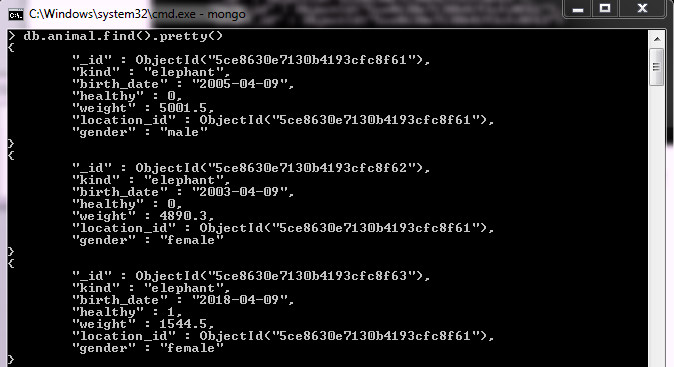 C:\Windows\system32\cmd.exe - mongo
> db.animal.find().pretty()
{
"_id" : ObjectId("5ce8630e7130b4193cfc8f61"),
"kind" : "elephant",
"birth_date" : "2005-04-09",
"healthy" : 0,
"weight" : 5001.5,
"location_id" : ObjectId("5ce8630e7130b4193cfc8f61"),
"gender" : "male"
}
{
"_id" : ObjectId("5ce8630e7130b4193cfc8f62"),
"kind" : "elephant",
"birth_date" : "2003-04-09",
"healthy" : 0,
"weight" : 4890.3,
"location_id" : ObjectId("5ce8630e7130b4193cfc8f61"),
"gender" : "female"
}
{
"_id" : ObjectId("5ce8630e7130b4193cfc8f63"),
"kind" : "elephant",
"birth_date" : "2018-04-09",
"healthy" : 1,
"weight" : 1544.5,
"location_id" : ObjectId("5ce8630e7130b4193cfc8f61"),
"gender" : "female"
}